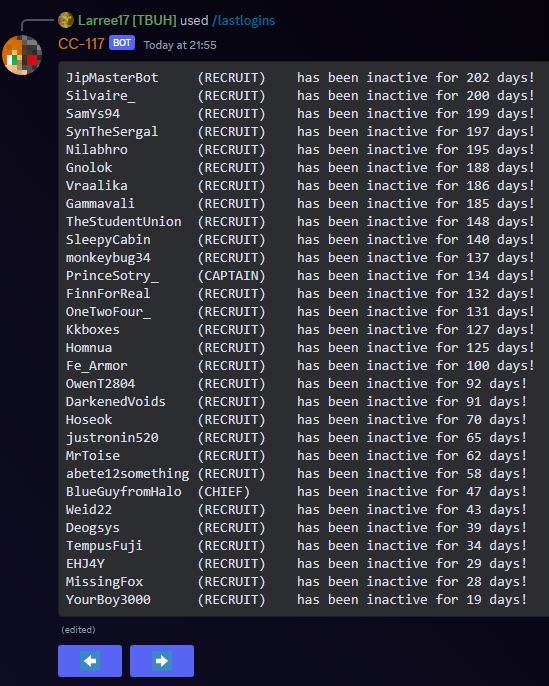 Larree17 [TBUH] used /lastlogins
CC-117 BOT Today at 21:55
JipMasterBot (RECRUIT) has been inactive for 202 days!
Silvaire_ (RECRUIT) has been inactive for 200 days!
SamYs94 (RECRUIT) has been inactive for 199 days!
SynTheSergal (RECRUIT) has been inactive for 197 days!
Nilabhro (RECRUIT) has been inactive for 195 days!
Gnolok (RECRUIT) has been inactive for 188 days!
Vraalika (RECRUIT) has been inactive for 186 days!
Gammavali (RECRUIT) has been inactive for 185 days!
TheStudentUnion (RECRUIT) has been inactive for 148 days!
SleepyCabin (RECRUIT) has been inactive for 140 days!
monkeybug34 (RECRUIT) has been inactive for 137 days!
PrinceSotry_ (CAPTAIN) has been inactive for 134 days!
FinnForReal (RECRUIT) has been inactive for 132 days!
OneTwoFour_ (RECRUIT) has been inactive for 131 days!
Kkboxes (RECRUIT) has been inactive for 127 days!
Homnua (RECRUIT) has been inactive for 125 days!
Fe_Armor (RECRUIT) has been inactive for 100 days!
OwenT2804 (RECRUIT) has been inactive for 92 days!
DarkenedVoids (RECRUIT) has been inactive for 91 days!
Hoseok (RECRUIT) has been inactive for 70 days!
justronin520 (RECRUIT) has been inactive for 65 days!
MrToise (RECRUIT) has been inactive for 62 days!
abete12something (RECRUIT) has been inactive for 58 days!
BlueGuyfromHalo (CHIEF) has been inactive for 47 days!
Weid22 (RECRUIT) has been inactive for 43 days!
Deogsys (RECRUIT) has been inactive for 39 days!
TempusFuji (RECRUIT) has been inactive for 34 days!
EHJ4Y (RECRUIT) has been inactive for 29 days!
MissingFox (RECRUIT) has been inactive for 28 days!
YourBoy3000 (RECRUIT) has been inactive for 19 days!
(edited)